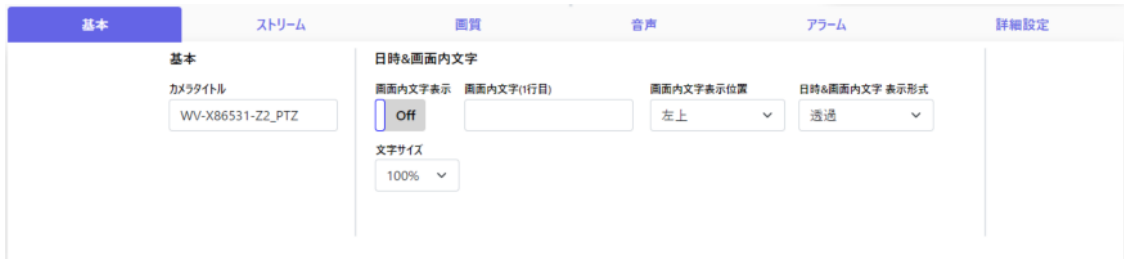 基本 ストリーム 画質 音声 アラーム 詳細設定
基本 日時&画面内文字
カメラタイトル 画面内文字表示 画面内文字(1行目) 画面内文字表示位置 日時&画面内文字 表示形式
WV-X86531-Z2_PTZ Off 左上 透過
文字サイズ
100%